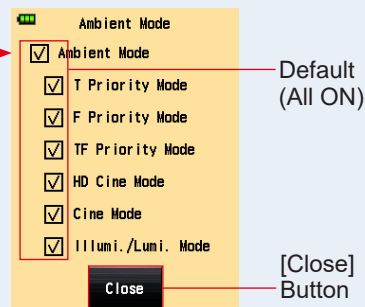 Ambient Mode
Ambient Mode
T Priority Mode
F Priority Mode
TF Priority Mode
HD Cine Mode
Cine Mode
Illumi./Lumi. Mode
Close
Default
(All ON)
[Close]
Button